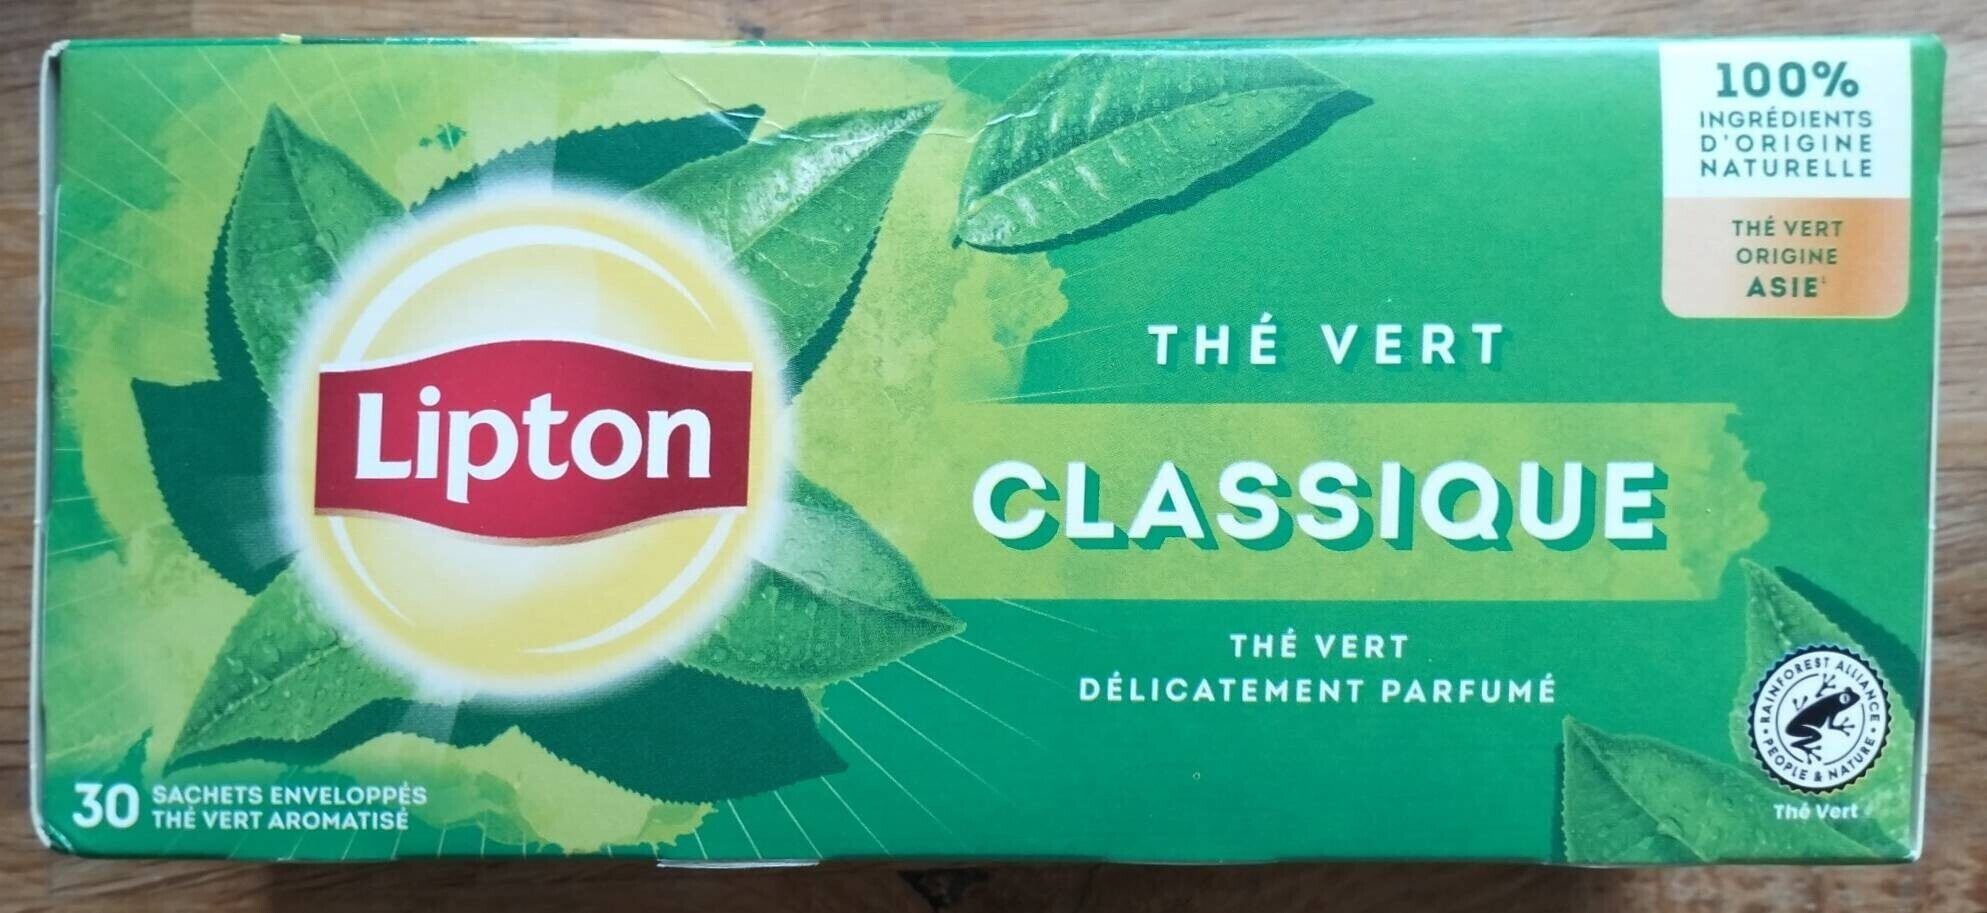 100%
INGRÉDIENTS
D'ORIGINE
NATURELLE
THÉ VERT
ORIGINE
ASIE¹
Lipton
THÉ VERT
CLASSIQUE
THÉ VERT
DÉLICATEMENT PARFUMÉ
30 SACHETS ENVELOPPÉS
THÉ VERT AROMATISÉ
RAINFOREST ALLIANCE
PEOPLE & NATURE
Thé Vert